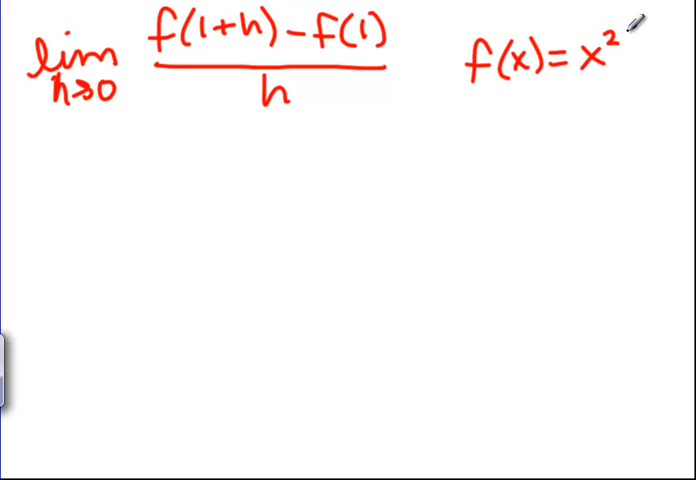 lim h→0 f(1+h) – f(1) / h
f(x) = x²